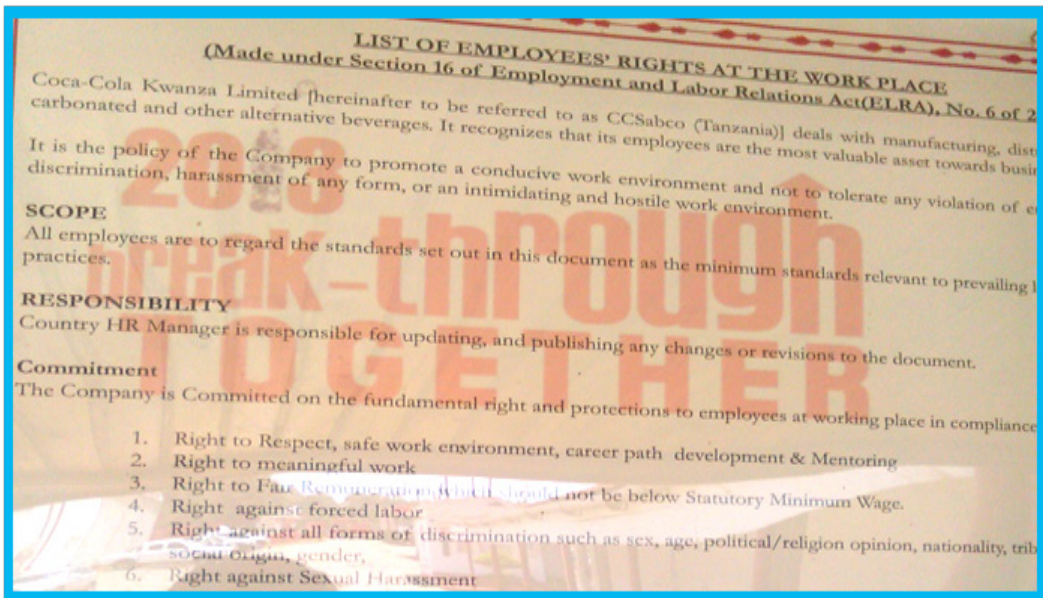 LIST OF EMPLOYEES' RIGHTS AT THE WORK PLACE
(Made under Section 16 of Employment and Labor Relations Act(ELRA), No. 6 of 2
Coca-Cola Kwanza Limited [hereinafter to be referred to as CCSabco (Tanzania)] deals with manufacturing, dist
carbonated and other alternative beverages. It recognizes that its employees are the most valuable asset towards busi
It is the policy of the Company to promote a conducive work environment and not to tolerate any violation of e
discrimination, harassment of any form, or an intimidating and hostile work environment.
SCOPE
All employees are to regard the standards set out in this document as the minimum standards relevant to prevailing l
practices.
RESPONSIBILITY
Country HR Manager is responsible for updating, and publishing any changes or revisions to the document.
Commitment
The Company is Committed on the fundamental right and protections to employees at working place in compliance
1. Right to Respect, safe work environment, career path development & Mentoring
2. Right to meaningful work
3. Right to Fair Remuneration which should not be below Statutory Minimum Wage.
4. Right against forced labor
5. Right against all forms of discrimination such as sex, age, political/religion opinion, nationality, trib
social origin, gender,
6. Right against Sexual Harassment
2013
break-through
TOGETHER